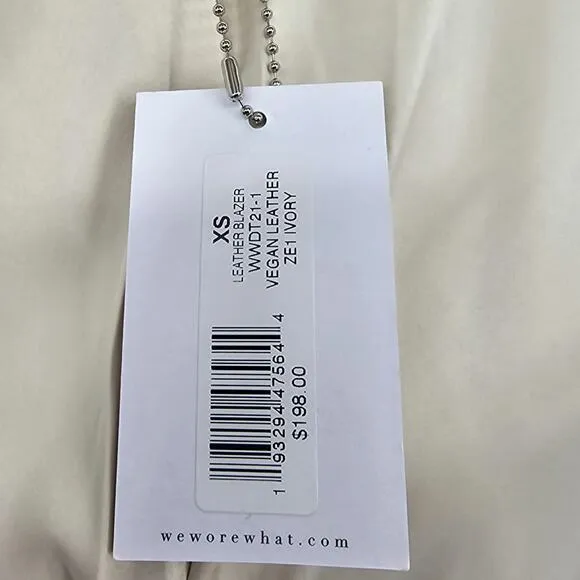 XS
LEATHER BLAZER
WWDT21-1
VEGAN LEATHER
ZE1 IVORY
1 93294 47564 4
$198.00
weworewhat.com